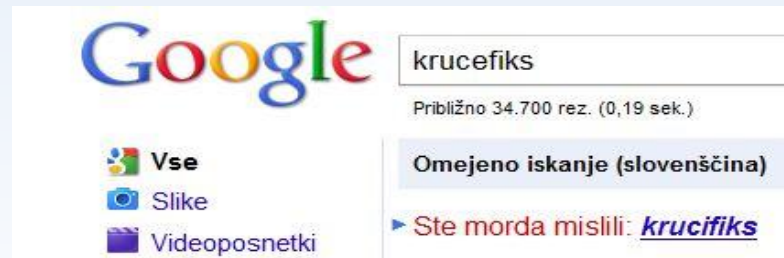 Google
krucefiks
Približno 34.700 rez. (0,19 sek.)
Vse
Slike
Videoposnetki
Omejeno iskanje (slovenščina)
Ste morda mislili: krucifiks